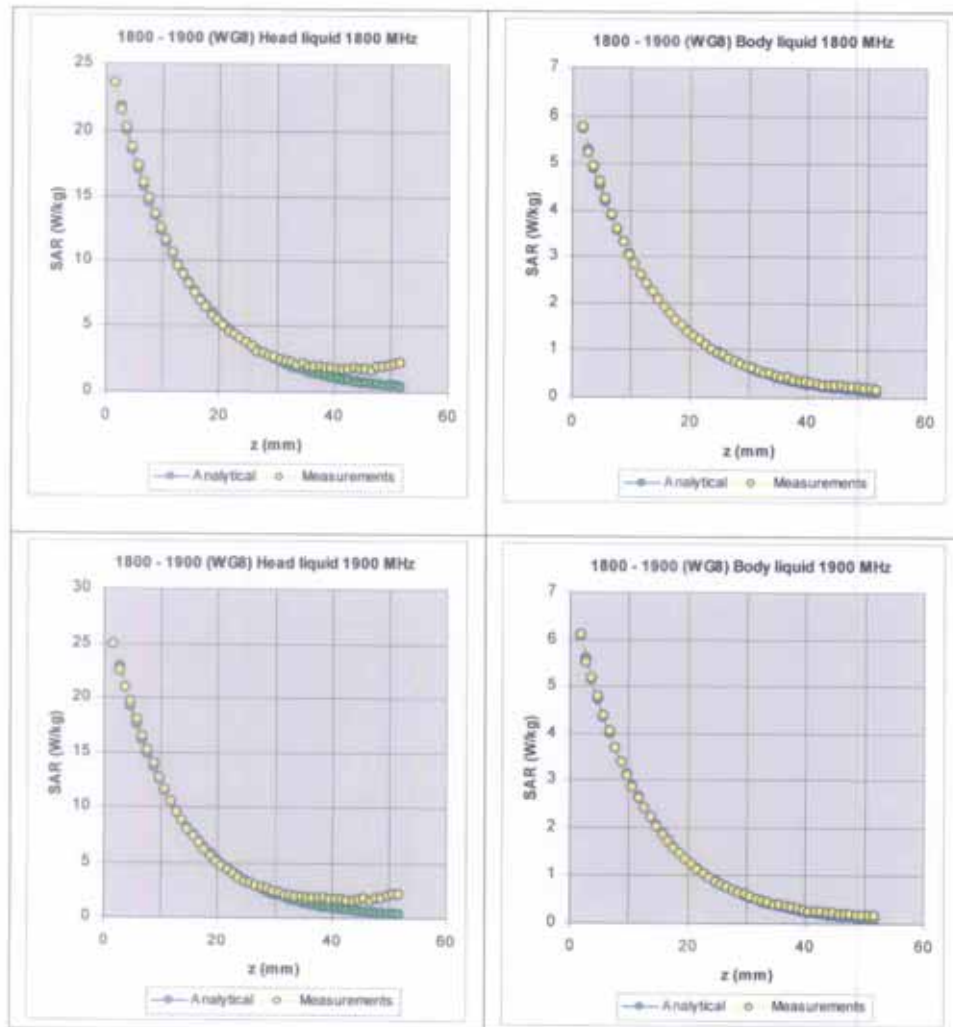 1800 - 1900 (WG8) Head liquid 1800 MHz
25
20
15
10
5
0
SAR (W/kg)
0 20 40 60
z (mm)
Analytical Measurements
1800 - 1900 (WG8) Body liquid 1800 MHz
7
6
5
4
3
2
1
0
SAR (W/kg)
0 20 40 60
z (mm)
Analytical Measurements
1800 - 1900 (WG8) Head liquid 1900 MHz
30
25
20
15
10
5
0
SAR (W/kg)
0 20 40 60
z (mm)
Analytical Measurements
1800 - 1900 (WG8) Body liquid 1900 MHz
7
6
5
4
3
2
1
0
SAR (W/kg)
0 20 40 60
z (mm)
Analytical Measurements